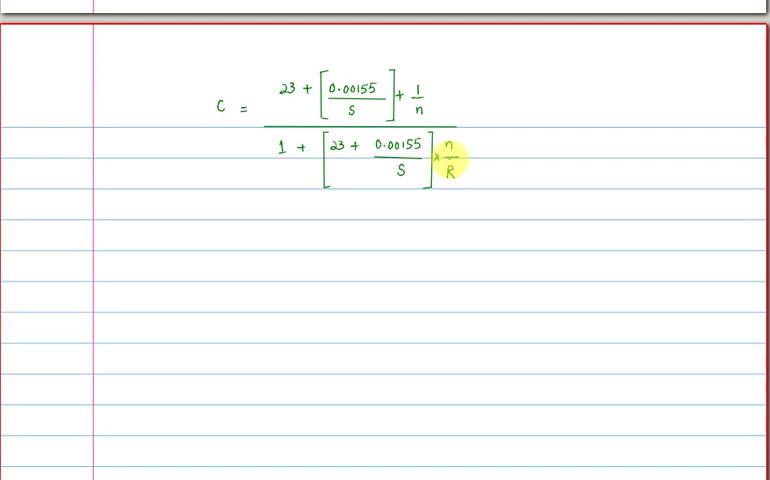 C = 23 + [0.00155 / S] + 1/n
1 + [23 + 0.00155 / S] × n/R